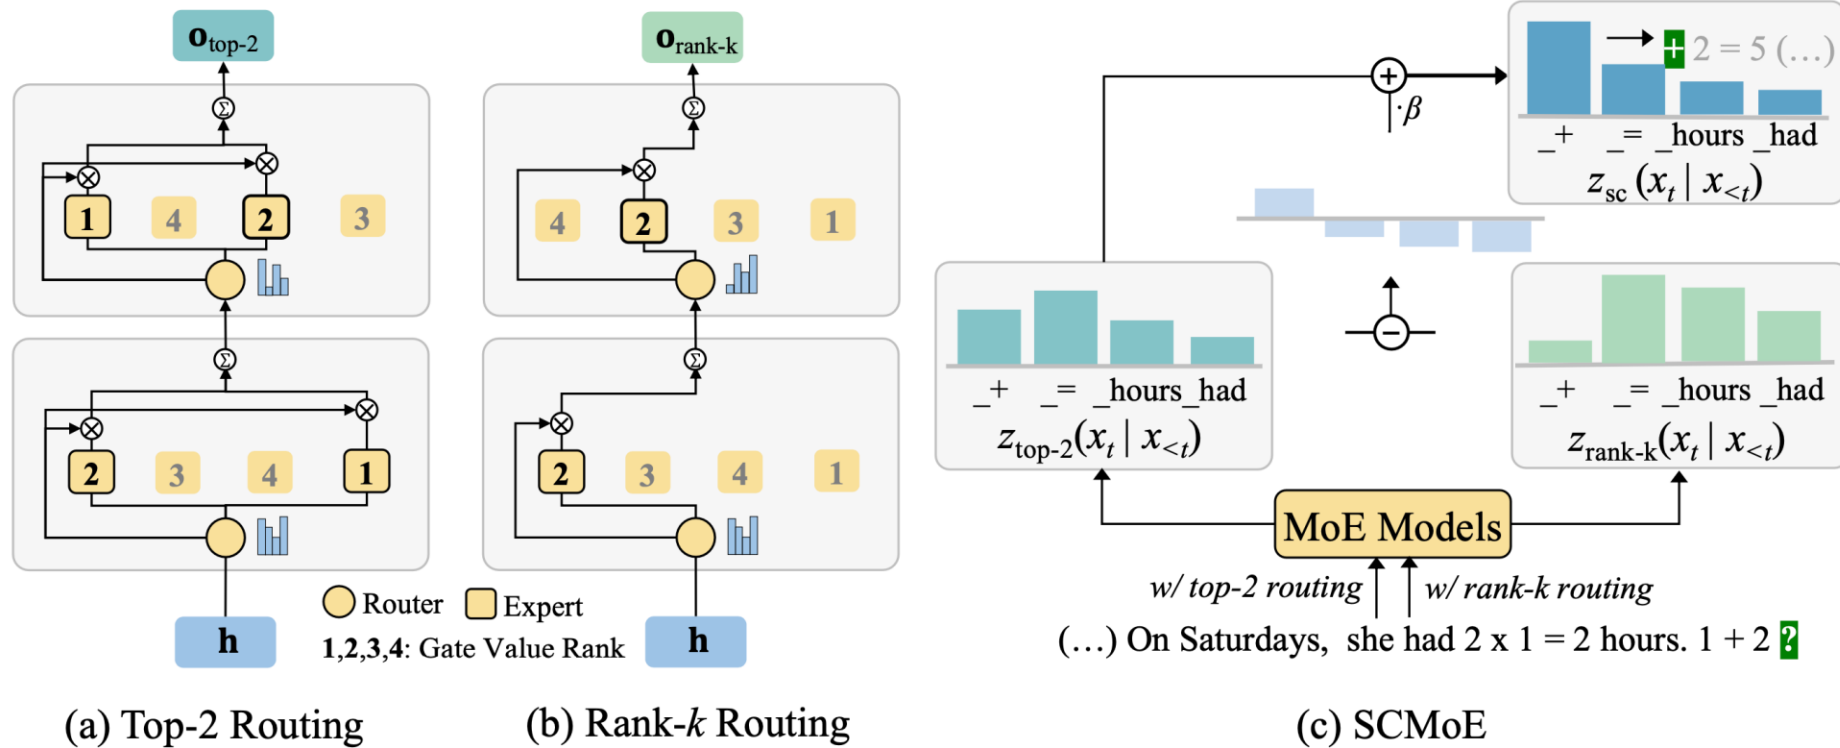 o_top-2
Σ
⊗ ⊗
1 4 2 3
Σ
⊗
⊗
2 3 4 1
h
Router Expert
1,2,3,4: Gate Value Rank
(a) Top-2 Routing
o_rank-k
Σ
⊗
4 2 3 1
Σ
⊗
2 3 4 1
h
(b) Rank-k Routing
+
·β
→ + 2 = 5 (…)
_+ _= _hours _had
z_sc (x_t | x_<t)
−
_+ _= _hours _had
z_top-2(x_t | x_<t)
_+ _= _hours _had
z_rank-k(x_t | x_<t)
MoE Models
w/ top-2 routing w/ rank-k routing
(…) On Saturdays, she had 2 x 1 = 2 hours. 1 + 2 ?
(c) SCMoE